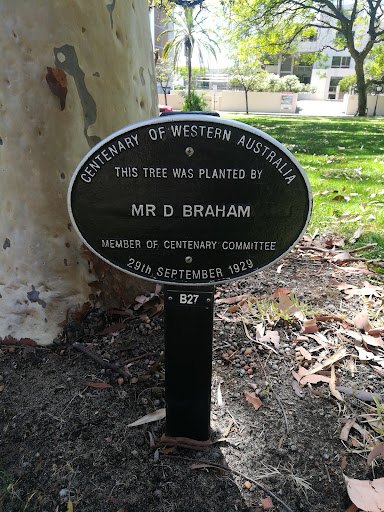 CENTENARY OF WESTERN AUSTRALIA.
THIS TREE WAS PLANTED BY
MR D BRAHAM
MEMBER OF CENTENARY COMMITTEE
29th SEPTEMBER 1929
B27